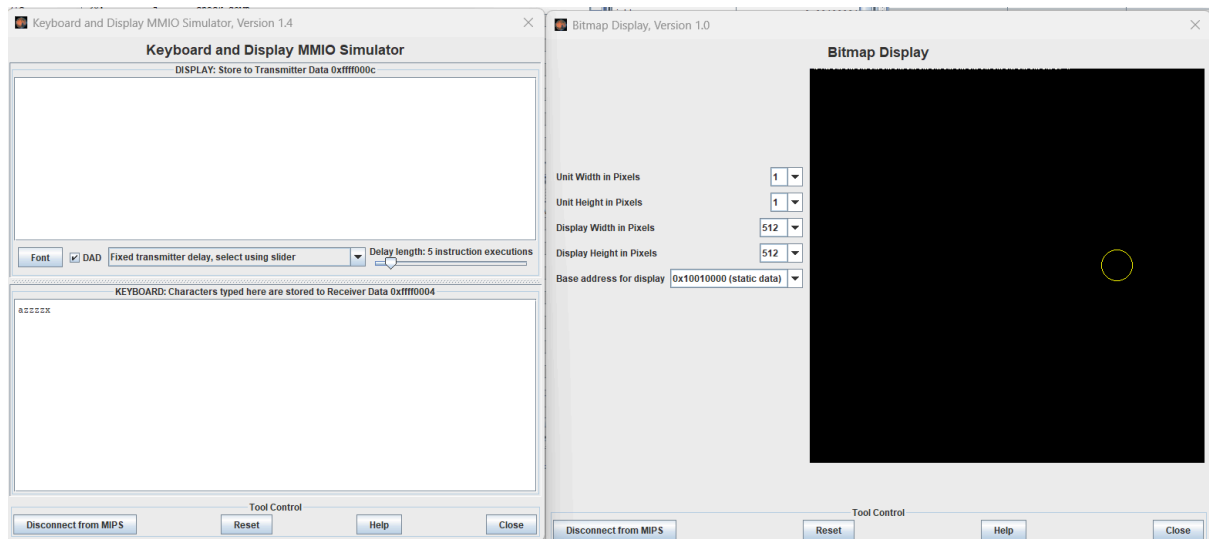 Keyboard and Display MMIO Simulator, Version 1.4
Keyboard and Display MMIO Simulator
DISPLAY: Store to Transmitter Data 0xffff000c
Font
DAD
Fixed transmitter delay, select using slider
Delay length: 5 instruction executions
KEYBOARD: Characters typed here are stored to Receiver Data 0xffff0004
azzzzx
Tool Control
Disconnect from MIPS
Reset
Help
Close
Bitmap Display, Version 1.0
Bitmap Display
Unit Width in Pixels 1
Unit Height in Pixels 1
Display Width in Pixels 512
Display Height in Pixels 512
Base address for display 0x10010000 (static data)
Tool Control
Disconnect from MIPS
Reset
Help
Close